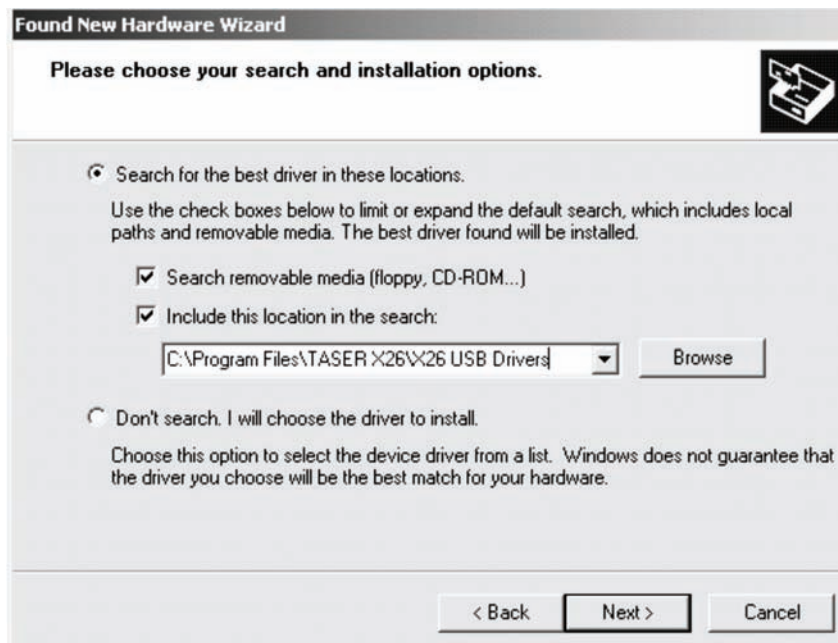 Found New Hardware Wizard
Please choose your search and installation options.
Search for the best driver in these locations.
Use the check boxes below to limit or expand the default search, which includes local
paths and removable media. The best driver found will be installed.
Search removable media (floppy, CD-ROM...)
Include this location in the search:
C:\Program Files\TASER X26\X26 USB Drivers
Browse
Don't search. I will choose the driver to install.
Choose this option to select the device driver from a list. Windows does not guarantee that
the driver you choose will be the best match for your hardware.
< Back Next > Cancel